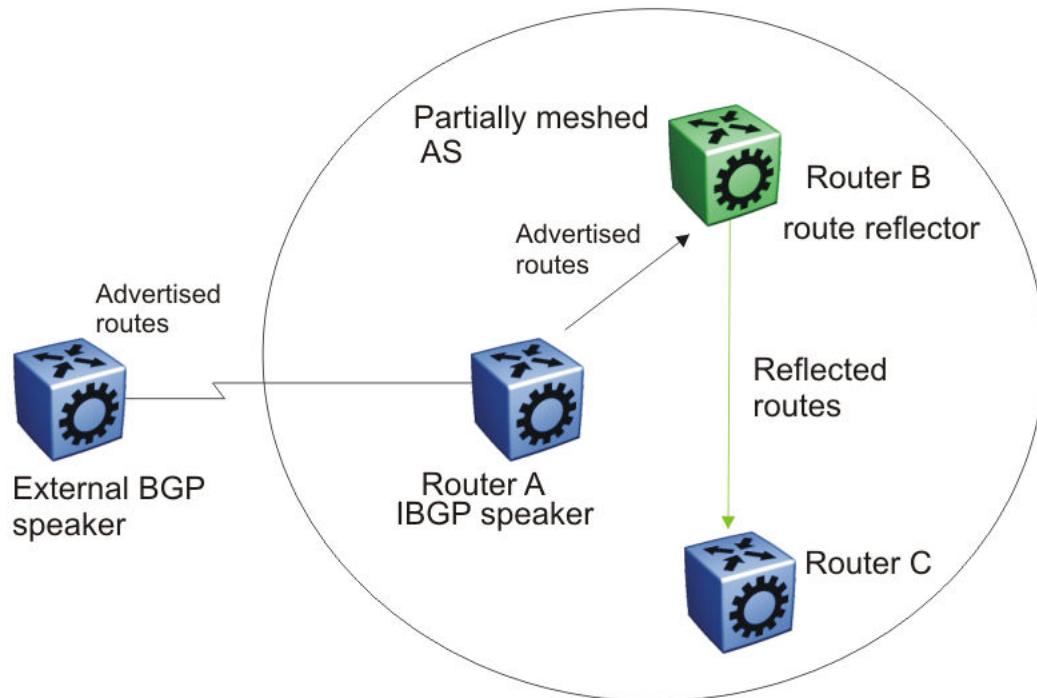 Partially meshed
AS
Router B
route reflector
Advertised
routes
Advertised
routes
Reflected
routes
External BGP
speaker
Router A
IBGP speaker
Router C